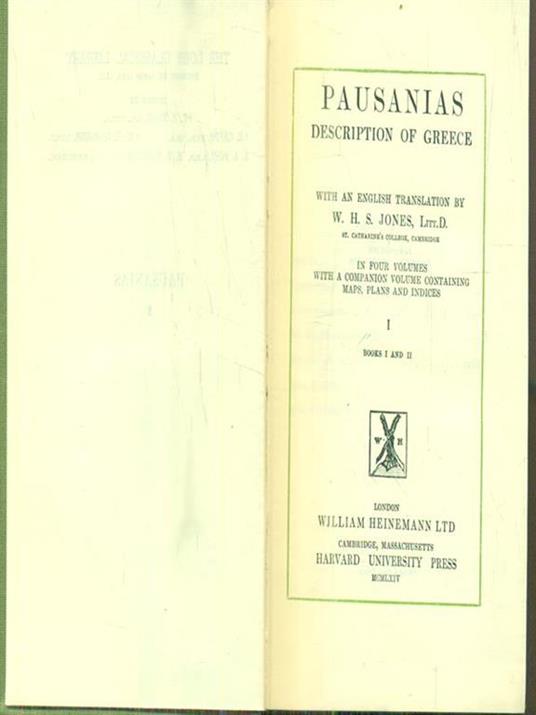 PAUSANIAS
DESCRIPTION OF GREECE
WITH AN ENGLISH TRANSLATION BY
W. H. S. JONES, LITT.D.
ST. CATHARINE'S COLLEGE, CAMBRIDGE
IN FOUR VOLUMES
WITH A COMPANION VOLUME CONTAINING
MAPS, PLANS AND INDICES
I
BOOKS I AND II
W H
LONDON
WILLIAM HEINEMANN LTD
CAMBRIDGE, MASSACHUSETTS
HARVARD UNIVERSITY PRESS
MCMLXIV